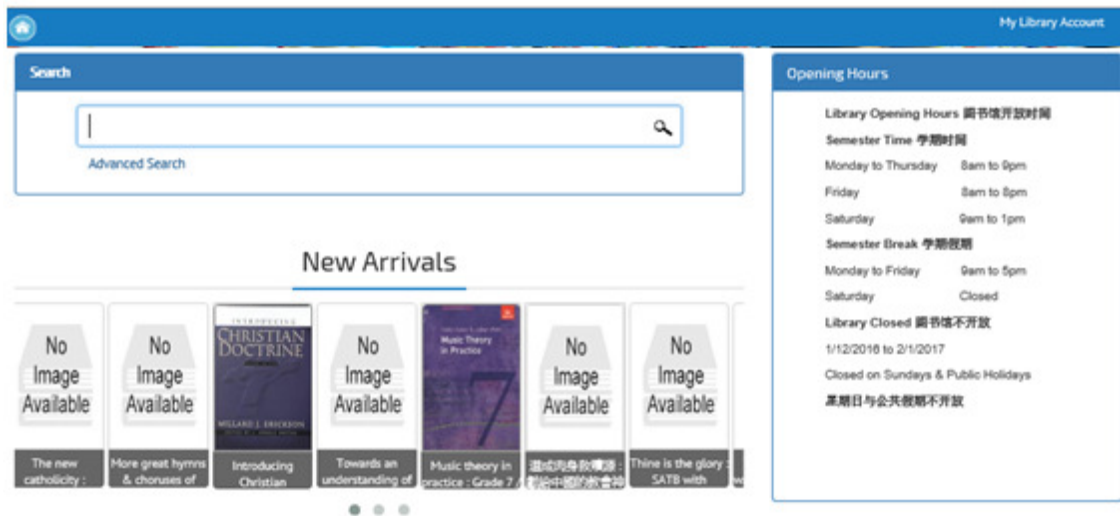 My Library Account
Search
Advanced Search
New Arrivals
No Image Available
The new catholicity :
No Image Available
More great hymns & choruses of
INTRODUCING
CHRISTIAN
DOCTRINE
MILLARD J. ERICKSON
Introducing Christian
No Image Available
Towards an understanding of
Music Theory
in Practice
7
Music theory in practice : Grade 7
No Image Available
道成肉身救贖源 :
No Image Available
Thine is the glory : SATB with
Opening Hours
Library Opening Hours 图书馆开放时间
Semester Time 学期时间
Monday to Thursday 8am to 9pm
Friday 8am to 8pm
Saturday 9am to 1pm
Semester Break 学期假期
Monday to Friday 9am to 5pm
Saturday Closed
Library Closed 图书馆不开放
1/12/2016 to 2/1/2017
Closed on Sundays & Public Holidays
星期日与公共假期不开放